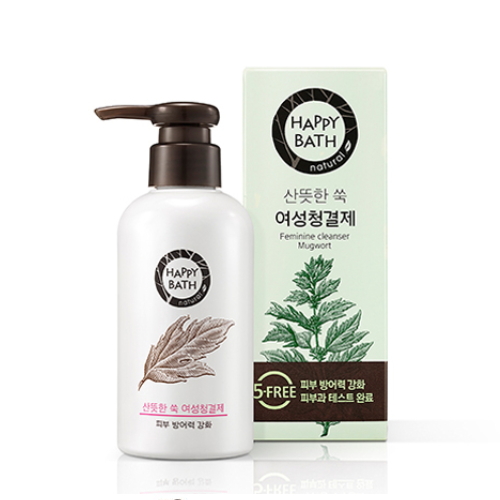 HAPPY
BATH
natural
산뜻한 쑥 여성청결제
피부 방어력 강화
HAPPY
BATH
natural
산뜻한 쑥
여성청결제
Feminine cleanser
Mugwort
5-FREE
피부 방어력 강화
피부과 테스트 완료